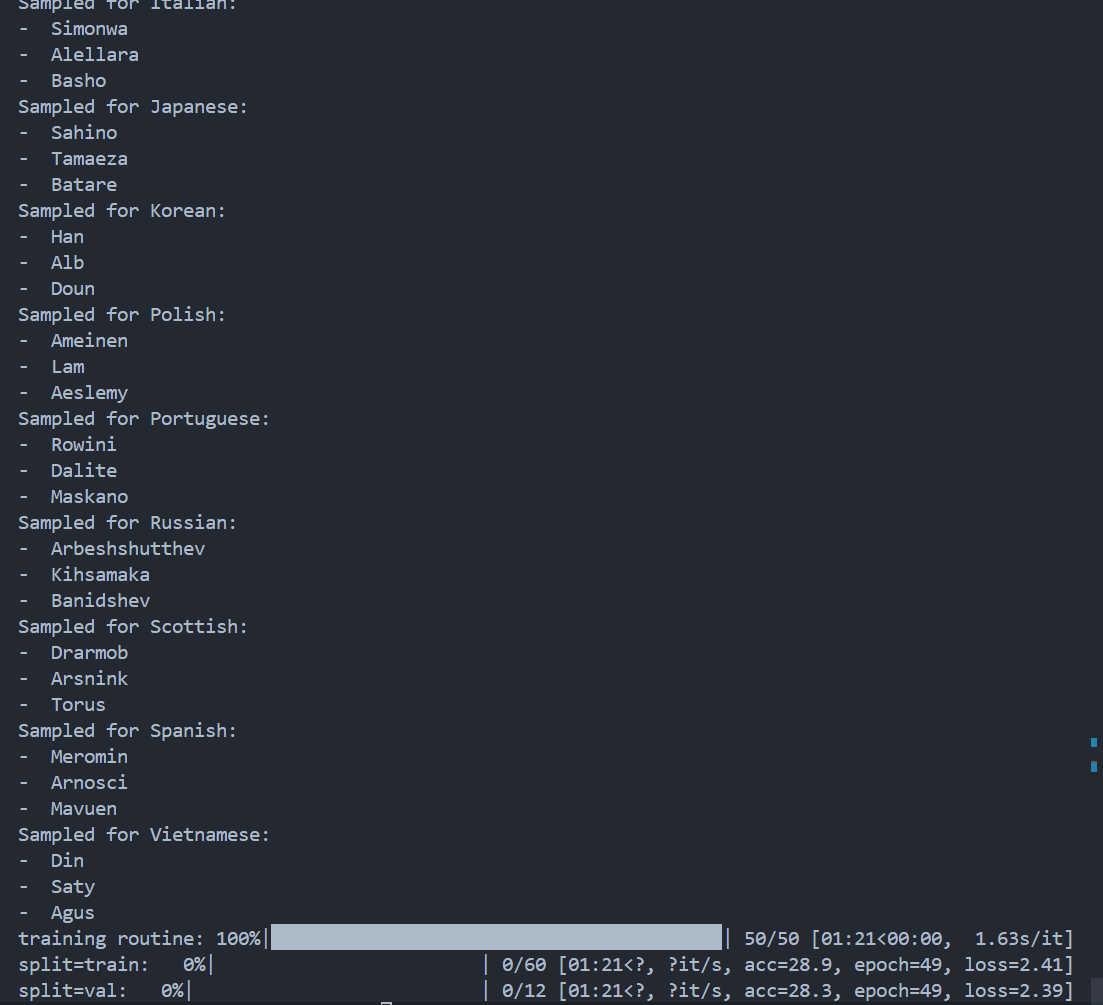 Sampled for Italian:
-  Simonwa
-  Alellara
-  Basho
Sampled for Japanese:
-  Sahino
-  Tamaeza
-  Batare
Sampled for Korean:
-  Han
-  Alb
-  Doun
Sampled for Polish:
-  Ameinen
-  Lam
-  Aeslemy
Sampled for Portuguese:
-  Rowini
-  Dalite
-  Maskano
Sampled for Russian:
-  Arbeshshutthev
-  Kihsamaka
-  Banidshev
Sampled for Scottish:
-  Drarmob
-  Arsnink
-  Torus
Sampled for Spanish:
-  Meromin
-  Arnosci
-  Mavuen
Sampled for Vietnamese:
-  Din
-  Saty
-  Agus
training routine: 100%| | 50/50 [01:21<00:00,  1.63s/it]
split=train:   0%| | 0/60 [01:21<?, ?it/s, acc=28.9, epoch=49, loss=2.41]
split=val:   0%| | 0/12 [01:21<?, ?it/s, acc=28.3, epoch=49, loss=2.39]